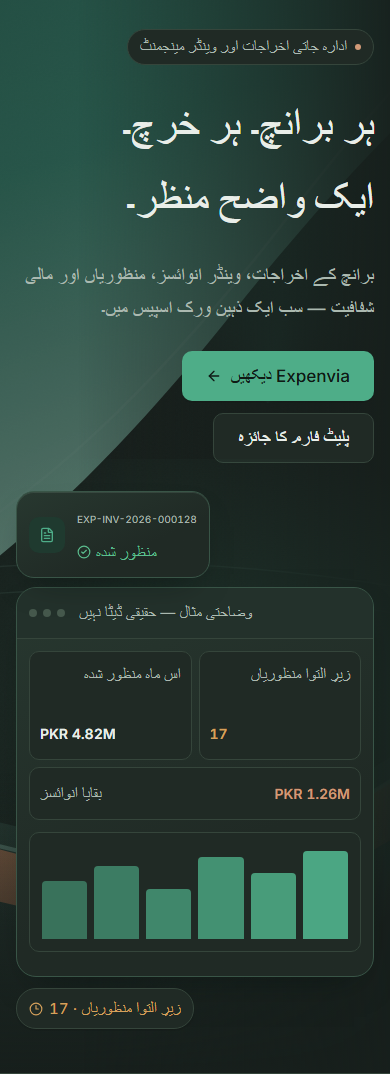 ادارہ جاتی اخراجات اور وینڈر مینجمنٹ
ہر برانچ۔ ہر خرچ۔
ایک واضح منظر۔
برانچ کے اخراجات، وینڈر انوائسز، منظوریاں اور مالی
شفافیت — سب ایک ذہین ورک اسپیس میں۔
Expenvia دیکھیں ←
پلیٹ فارم کا جائزہ
EXP-INV-2026-000128
منظور شدہ
وضاحتی مثال — حقیقی ڈیٹا نہیں
زیرِ التوا منظوریاں
17
اس ماہ منظور شدہ
PKR 4.82M
PKR 1.26M
بقایا انوائسز
زیرِ التوا منظوریاں · 17